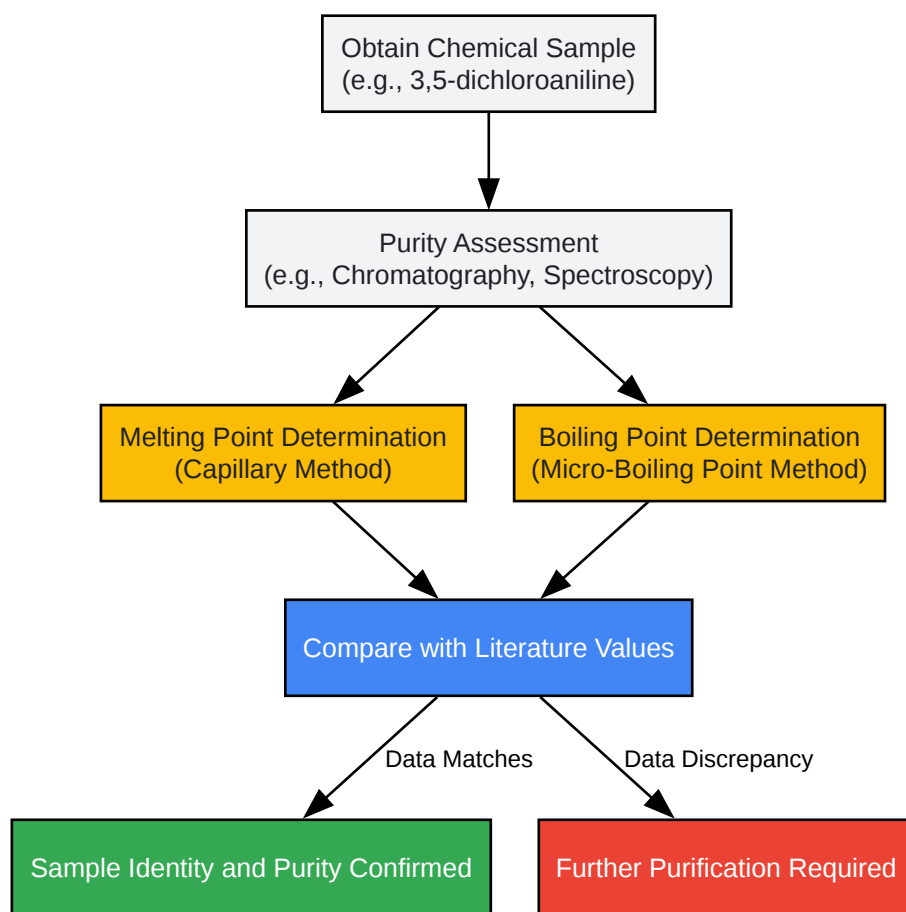 Obtain Chemical Sample
(e.g., 3,5-dichloroaniline)
Purity Assessment
(e.g., Chromatography, Spectroscopy)
Melting Point Determination
(Capillary Method)
Boiling Point Determination
(Micro-Boiling Point Method)
Compare with Literature Values
Data Matches
Data Discrepancy
Sample Identity and Purity Confirmed
Further Purification Required